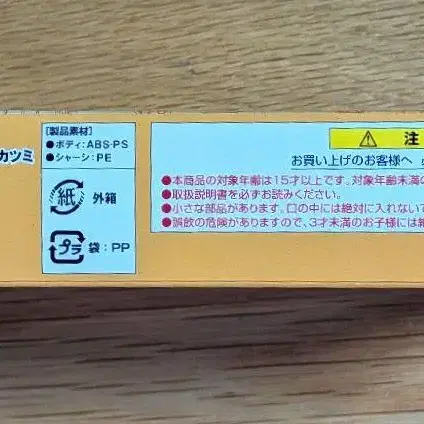 カツミ
[製品素材]
●ボディ:ABS・PS
●シャーシ:PE
紙 外箱
プラ 袋:PP
注
お買い上げのお客様へ
●本商品の対象年齢は15才以上です。対象年齢未満の
●取扱説明書を必ずお読みください。
●小さな部品があります。口の中には絶対に入れないで
●誤飲の危険がありますので、3才未満のお子様には絶